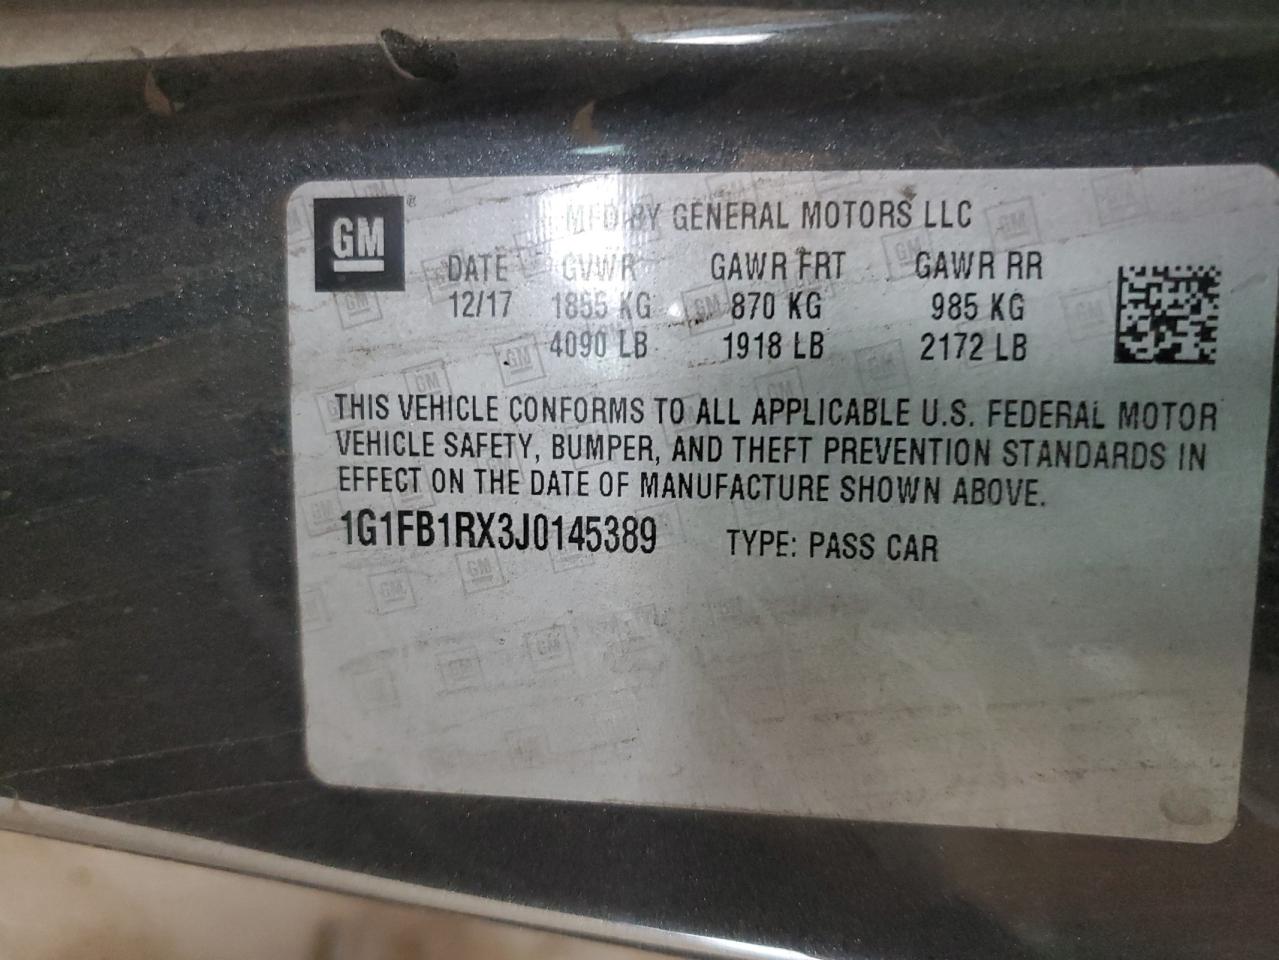 GM
MFD BY GENERAL MOTORS LLC
DATE GVWR GAWR FRT GAWR RR
12/17 1855 KG 870 KG 985 KG
4090 LB 1918 LB 2172 LB
THIS VEHICLE CONFORMS TO ALL APPLICABLE U.S. FEDERAL MOTOR
VEHICLE SAFETY, BUMPER, AND THEFT PREVENTION STANDARDS IN
EFFECT ON THE DATE OF MANUFACTURE SHOWN ABOVE.
1G1FB1RX3J0145389 TYPE: PASS CAR